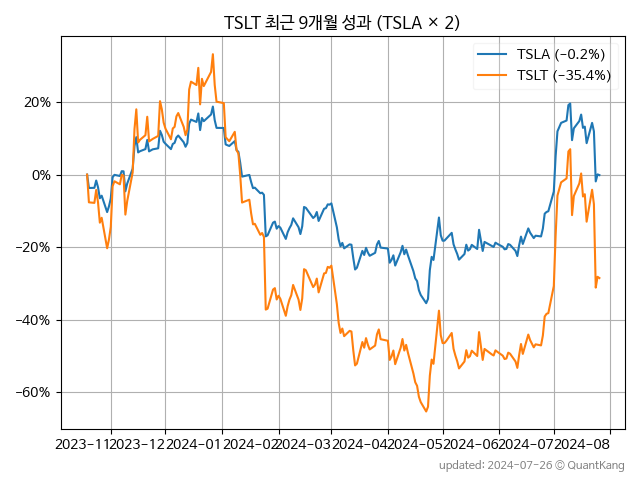 TSLT 최근 9개월 성과 (TSLA × 2)
TSLA (−0.2%)
TSLT (−35.4%)
20%
0%
−20%
−40%
−60%
2023−11 2023−12 2024−01 2024−02 2024−03 2024−04 2024−05 2024−06 2024−07 2024−08
updated: 2024-07-26 © QuantKang